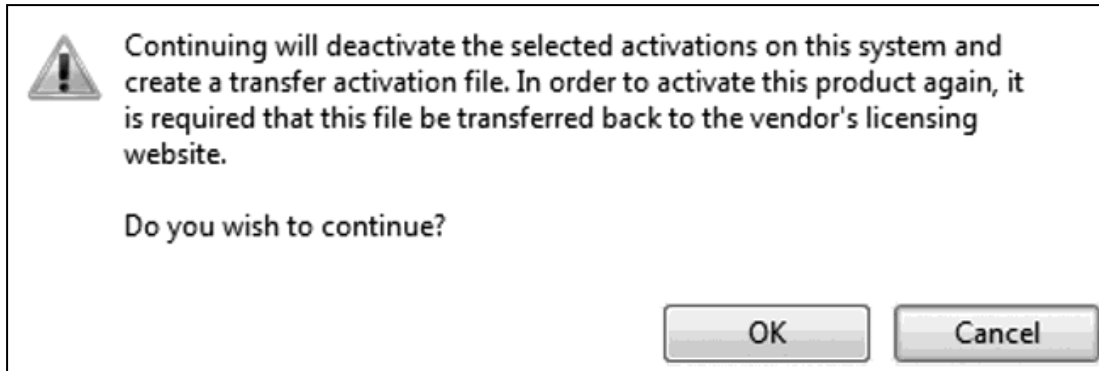 Continuing will deactivate the selected activations on this system and
create a transfer activation file. In order to activate this product again, it
is required that this file be transferred back to the vendor's licensing
website.
Do you wish to continue?
OK
Cancel